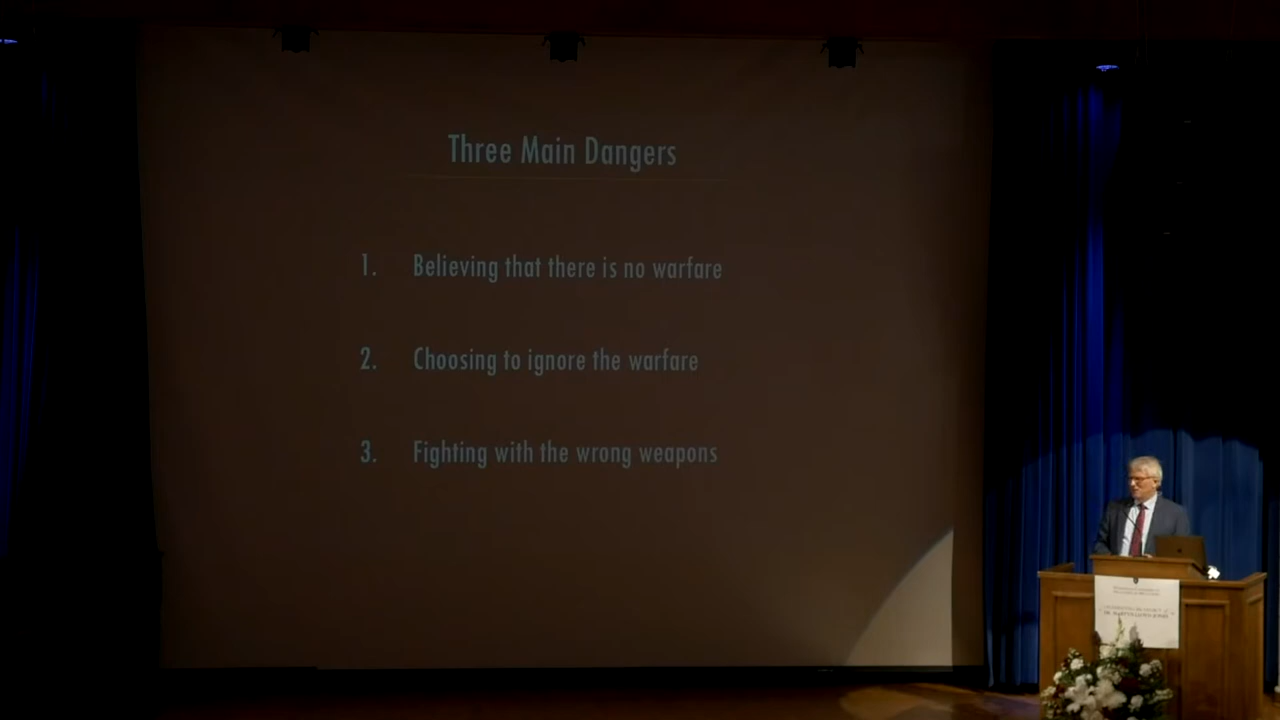 Three Main Dangers
1. Believing that there is no warfare
2. Choosing to ignore the warfare
3. Fighting with the wrong weapons